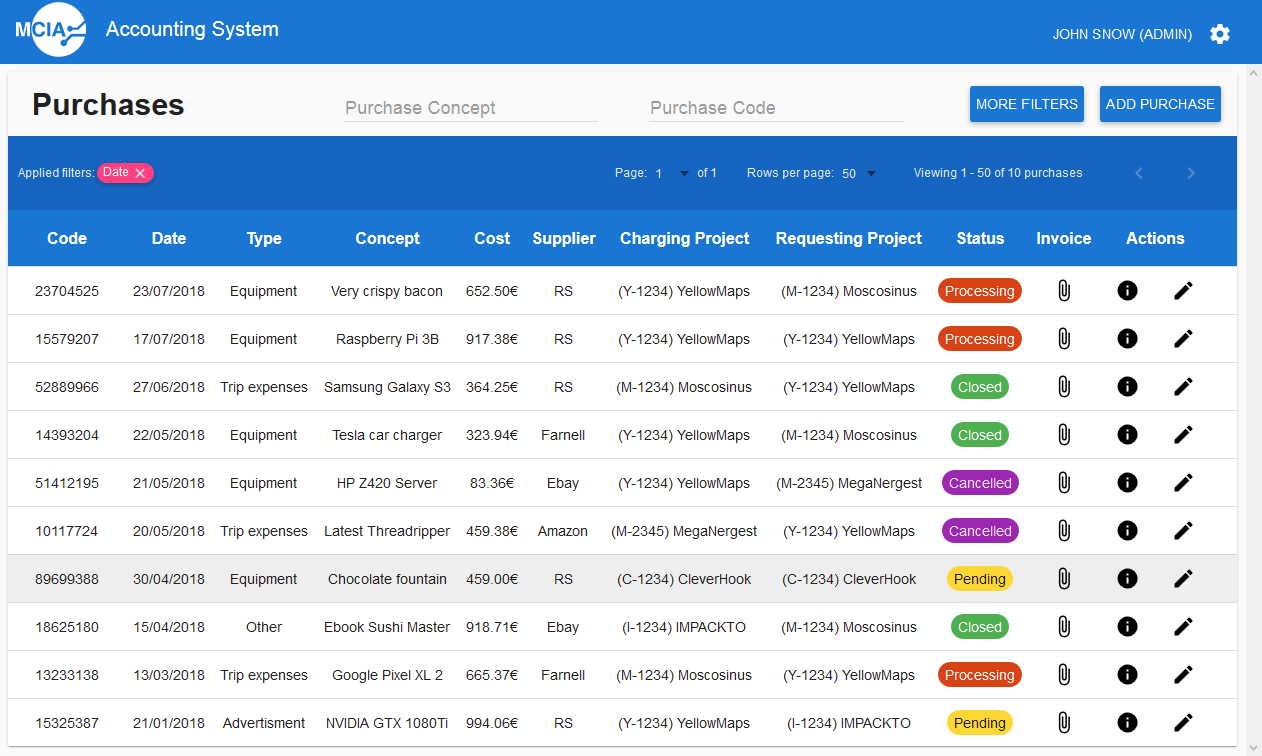 MCIA Accounting System JOHN SNOW (ADMIN)
Purchases Purchase Concept Purchase Code MORE FILTERS ADD PURCHASE
Applied filters: Date Page: 1 of 1 Rows per page: 50 Viewing 1 - 50 of 10 purchases
Code Date Type Concept Cost Supplier Charging Project Requesting Project Status Invoice Actions
23704525 23/07/2018 Equipment Very crispy bacon 652.50€ RS (Y-1234) YellowMaps (M-1234) Moscosinus Processing
15579207 17/07/2018 Equipment Raspberry Pi 3B 917.38€ RS (Y-1234) YellowMaps (Y-1234) YellowMaps Processing
52889966 27/06/2018 Trip expenses Samsung Galaxy S3 364.25€ RS (M-1234) Moscosinus (Y-1234) YellowMaps Closed
14393204 22/05/2018 Equipment Tesla car charger 323.94€ Farnell (Y-1234) YellowMaps (M-1234) Moscosinus Closed
51412195 21/05/2018 Equipment HP Z420 Server 83.36€ Ebay (Y-1234) YellowMaps (M-2345) MegaNergest Cancelled
10117724 20/05/2018 Trip expenses Latest Threadripper 459.38€ Amazon (M-2345) MegaNergest (Y-1234) YellowMaps Cancelled
89699388 30/04/2018 Equipment Chocolate fountain 459.00€ RS (C-1234) CleverHook (C-1234) CleverHook Pending
18625180 15/04/2018 Other Ebook Sushi Master 918.71€ Ebay (I-1234) IMPACKTO (M-1234) Moscosinus Closed
13233138 13/03/2018 Trip expenses Google Pixel XL 2 665.37€ Farnell (M-1234) Moscosinus (Y-1234) YellowMaps Processing
15325387 21/01/2018 Advertisment NVIDIA GTX 1080Ti 994.06€ RS (Y-1234) YellowMaps (I-1234) IMPACKTO Pending